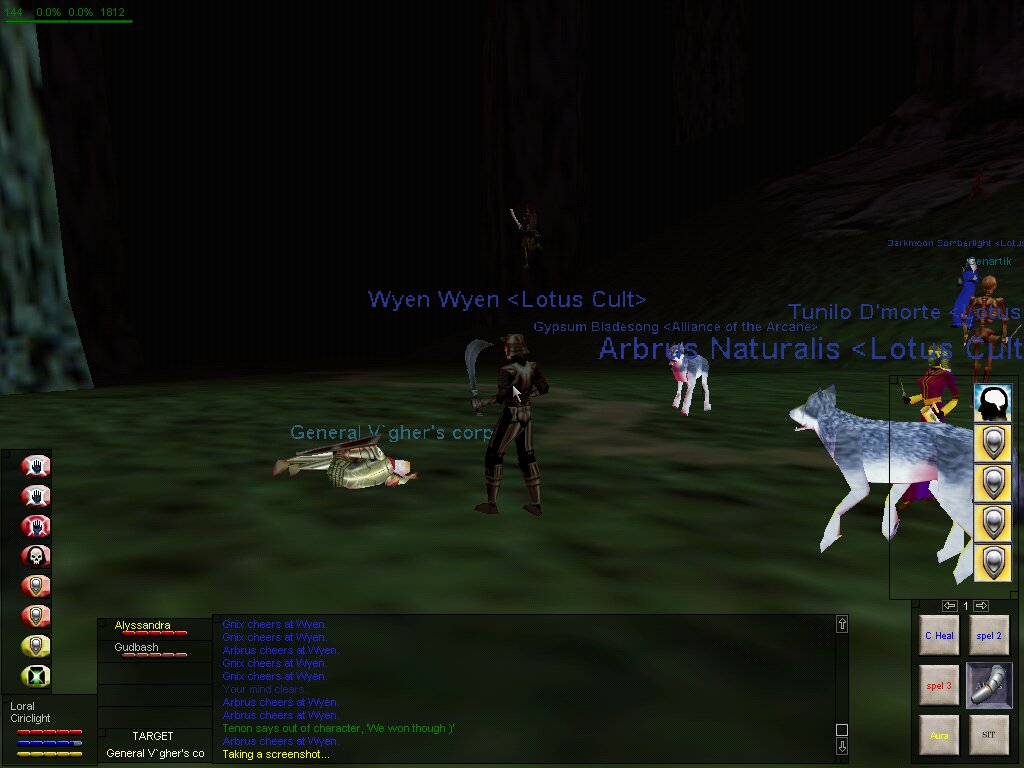 144 0.0% 0.0% 1812
Darkmoon Somberlight <Lotus
Wyen Wyen <Lotus Cult>
Tunilo D'morte <Lotus
Gypsum Bladesong <Alliance of the Arcane>
Arbrus Naturalis <Lotus Cult
General V`gher's corp
Alyssandra
Gudbash
Loral
Ciriclight
TARGET
General V`gher's co
Gnix cheers at Wyen.
Gnix cheers at Wyen.
Arbrus cheers at Wyen.
Gnix cheers at Wyen.
Gnix cheers at Wyen.
Your mind clears.
Arbrus cheers at Wyen.
Arbrus cheers at Wyen.
Tenon says out of character, 'We won though )'
Arbrus cheers at Wyen.
Taking a screenshot...
1
C Heal
spel 2
spel 3
Aura
SIT